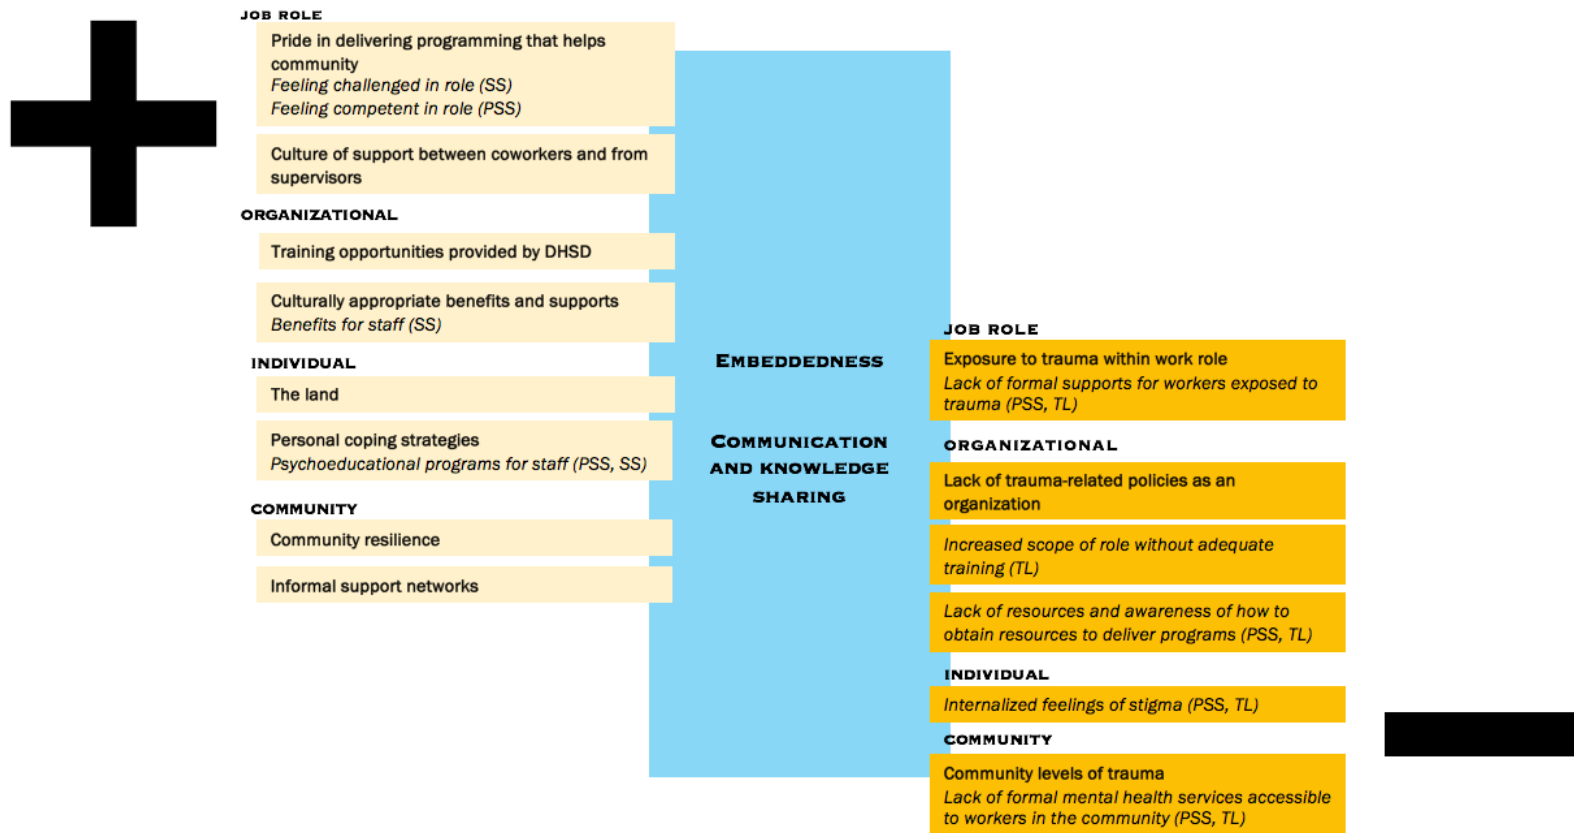 JOB ROLE
Pride in delivering programming that helps
community
Feeling challenged in role (SS)
Feeling competent in role (PSS)
Culture of support between coworkers and from
supervisors
ORGANIZATIONAL
Training opportunities provided by DHSD
Culturally appropriate benefits and supports
Benefits for staff (SS)
INDIVIDUAL
The land
Personal coping strategies
Psychoeducational programs for staff (PSS, SS)
COMMUNITY
Community resilience
Informal support networks
EMBEDDEDNESS
COMMUNICATION
AND KNOWLEDGE
SHARING
JOB ROLE
Exposure to trauma within work role
Lack of formal supports for workers exposed to
trauma (PSS, TL)
ORGANIZATIONAL
Lack of trauma-related policies as an
organization
Increased scope of role without adequate
training (TL)
Lack of resources and awareness of how to
obtain resources to deliver programs (PSS, TL)
INDIVIDUAL
Internalized feelings of stigma (PSS, TL)
COMMUNITY
Community levels of trauma
Lack of formal mental health services accessible
to workers in the community (PSS, TL)